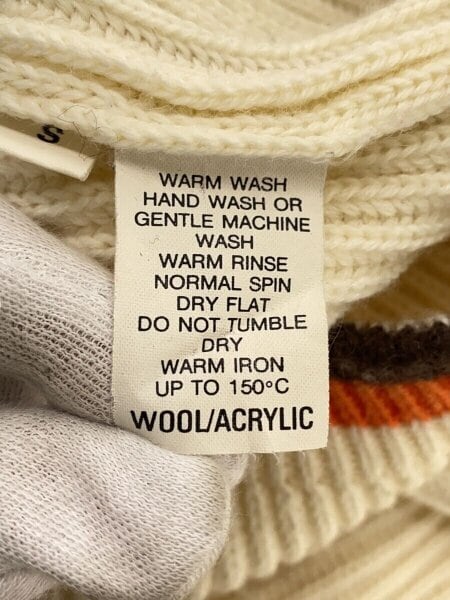 S
WARM WASH
HAND WASH OR
GENTLE MACHINE
WASH
WARM RINSE
NORMAL SPIN
DRY FLAT
DO NOT TUMBLE
DRY
WARM IRON
UP TO 150°C
WOOL/ACRYLIC